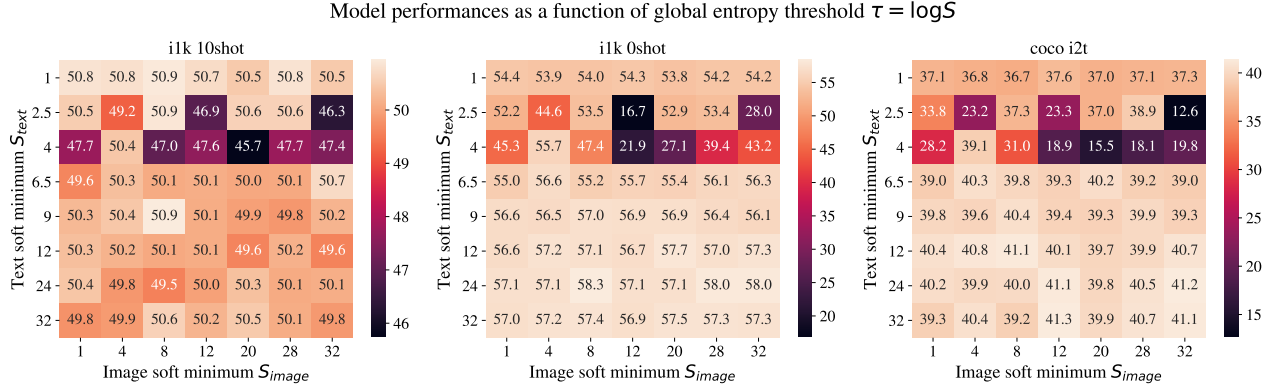 Model performances as a function of global entropy threshold τ = logS
i1k 10shot
Text soft minimum S_text
1 50.8 50.8 50.9 50.7 50.5 50.8 50.5
2.5 50.5 49.2 50.9 46.9 50.6 50.6 46.3
4 47.7 50.4 47.0 47.6 45.7 47.7 47.4
6.5 49.6 50.3 50.1 50.1 50.0 50.1 50.7
9 50.3 50.4 50.9 50.1 49.9 49.8 50.2
12 50.3 50.2 50.1 50.1 49.6 50.2 49.6
24 50.4 49.8 49.5 50.0 50.3 50.1 50.1
32 49.8 49.9 50.6 50.2 50.5 50.5 49.8
1 4 8 12 20 28 32
Image soft minimum S_image
50
49
48
47
46
i1k 0shot
Text soft minimum S_text
1 54.4 53.9 54.0 54.3 53.8 54.2 54.2
2.5 52.2 44.6 53.5 16.7 52.9 53.4 28.0
4 45.3 55.7 47.4 21.9 27.1 39.4 43.2
6.5 55.0 56.6 55.2 55.7 55.4 56.1 56.3
9 56.6 56.5 57.0 56.9 56.9 56.4 56.1
12 56.6 57.2 57.1 56.7 57.7 57.0 57.3
24 57.1 57.1 58.3 57.1 57.1 58.0 58.0
32 57.0 57.2 57.4 56.9 57.5 57.3 57.3
1 4 8 12 20 28 32
Image soft minimum S_image
55
50
45
40
35
30
25
20
coco i2t
Text soft minimum S_text
1 37.1 36.8 36.7 37.6 37.0 37.1 37.3
2.5 33.8 23.2 37.3 23.3 37.0 38.9 12.6
4 28.2 39.1 31.0 18.9 15.5 18.1 19.8
6.5 39.0 40.3 39.8 39.3 40.2 39.2 39.0
9 39.8 39.6 40.4 39.4 39.3 39.9 39.3
12 40.4 40.8 41.1 40.1 39.7 39.9 40.7
24 40.2 39.9 40.0 41.1 39.8 40.5 41.2
32 39.3 40.4 39.2 41.3 39.9 40.7 41.1
1 4 8 12 20 28 32
Image soft minimum S_image
40
35
30
25
20
15